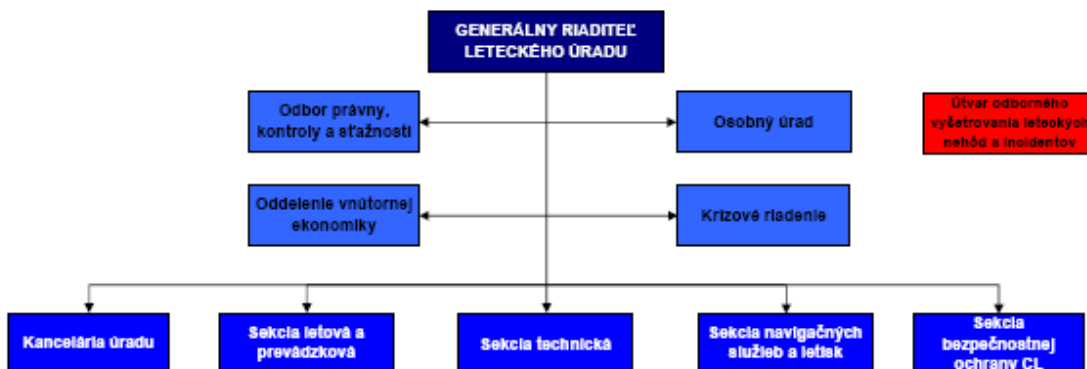 GENERÁLNY RIADITEĽ
LETECKÉHO ÚRADU
Odbor právny,
kontroly a sťažností
Osobný úrad
Útvar odborného
vyšetrovania leteckých
nehôd a incidentov
Oddelenie vnútornej
ekonomiky
Krízové riadenie
Kancelária úradu
Sekcia letová a
prevádzková
Sekcia technická
Sekcia navigačných
služieb a letísk
Sekcia
bezpečnostnej
ochrany CL